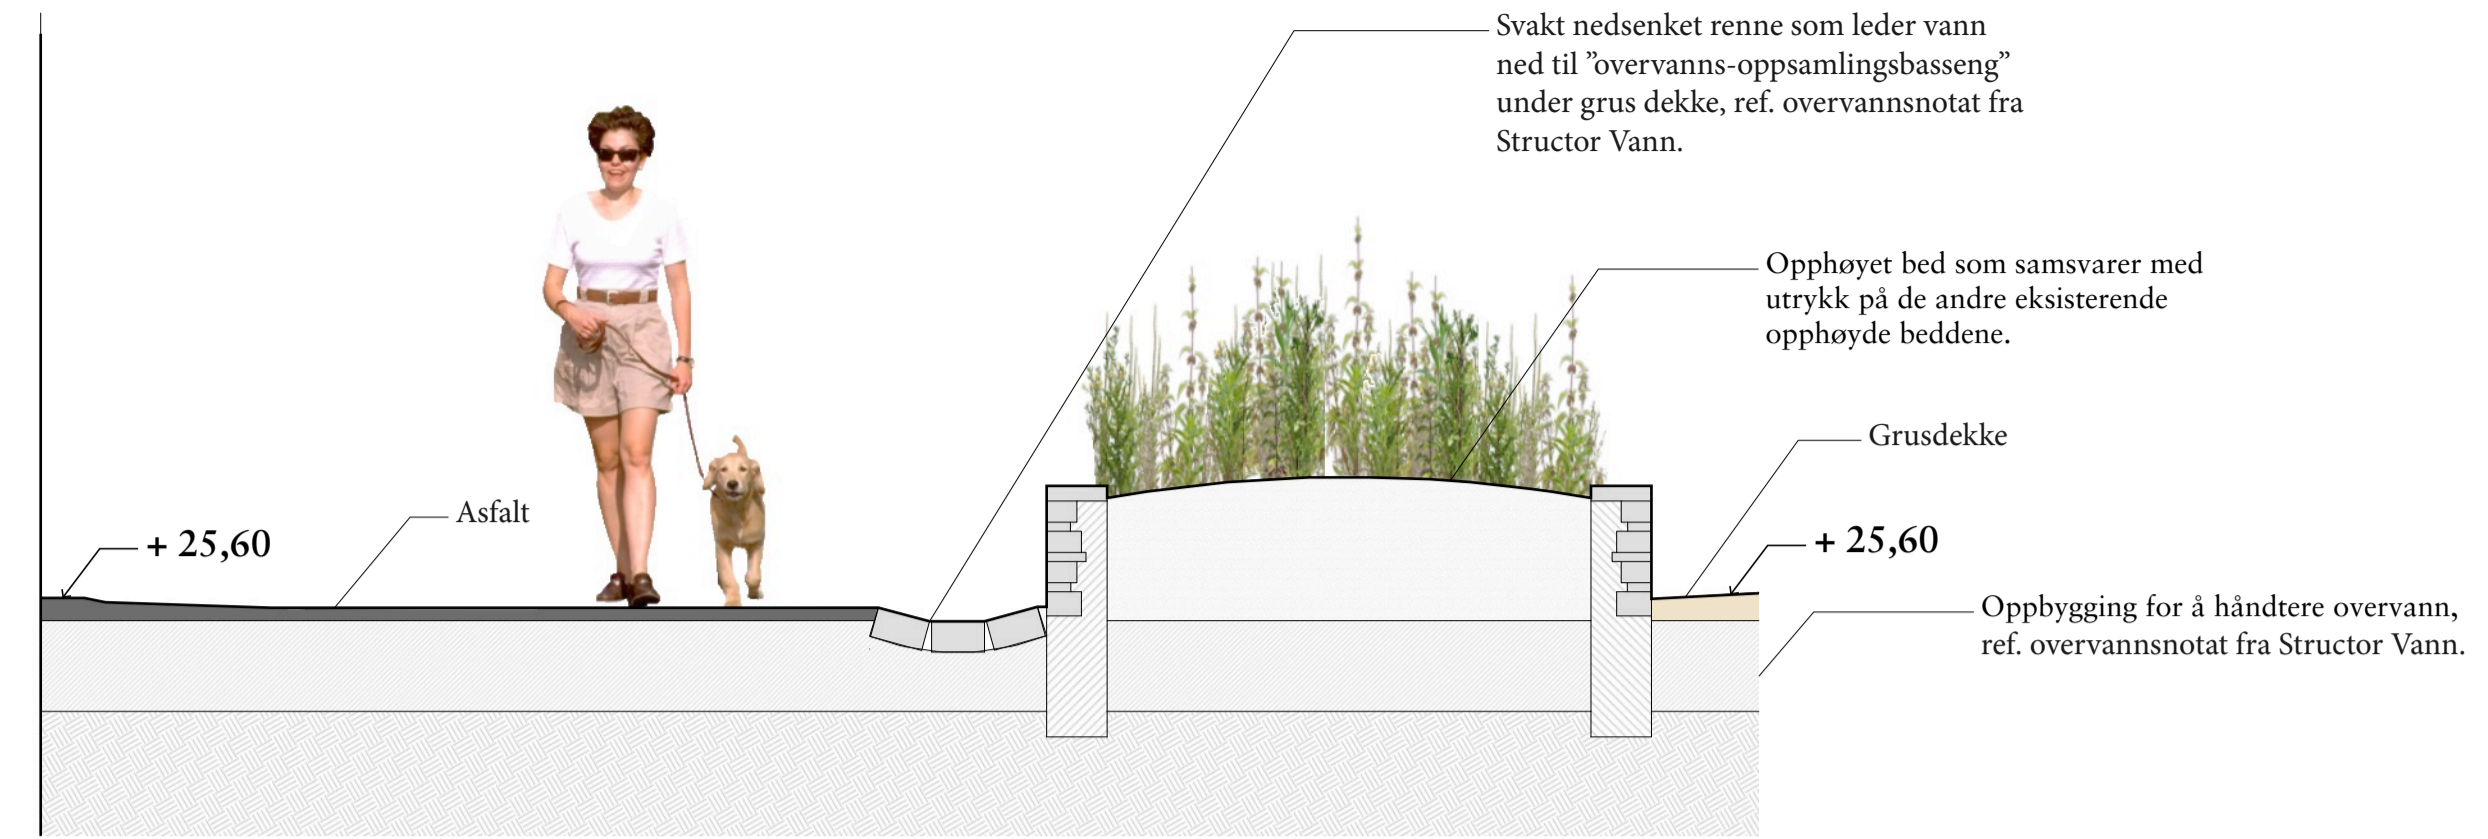 Svakt nedsenket renne som leder vann
ned til ”overvanns-oppsamlingsbasseng”
under grus dekke, ref. overvannsnotat fra
Structor Vann.
Opphøyet bed som samsvarer med
utrykk på de andre eksisterende
opphøyde beddene.
Grusdekke
Asfalt
+ 25,60
+ 25,60
Oppbygging for å håndtere overvann,
ref. overvannsnotat fra Structor Vann.